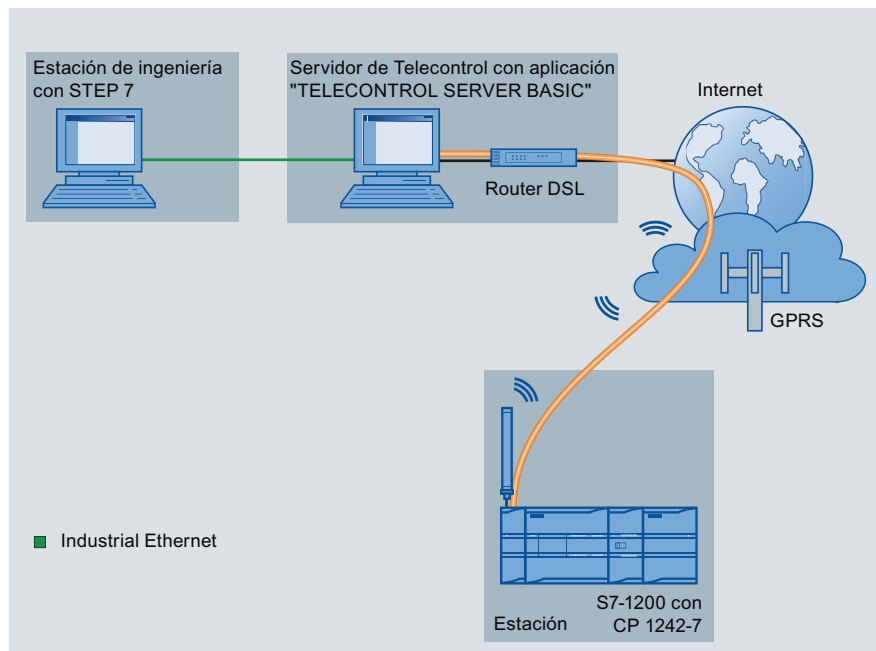 Estación de ingeniería
con STEP 7
Servidor de Telecontrol con aplicación
"TELECONTROL SERVER BASIC"
Internet
Router DSL
GPRS
Industrial Ethernet
Estación
S7-1200 con
CP 1242-7